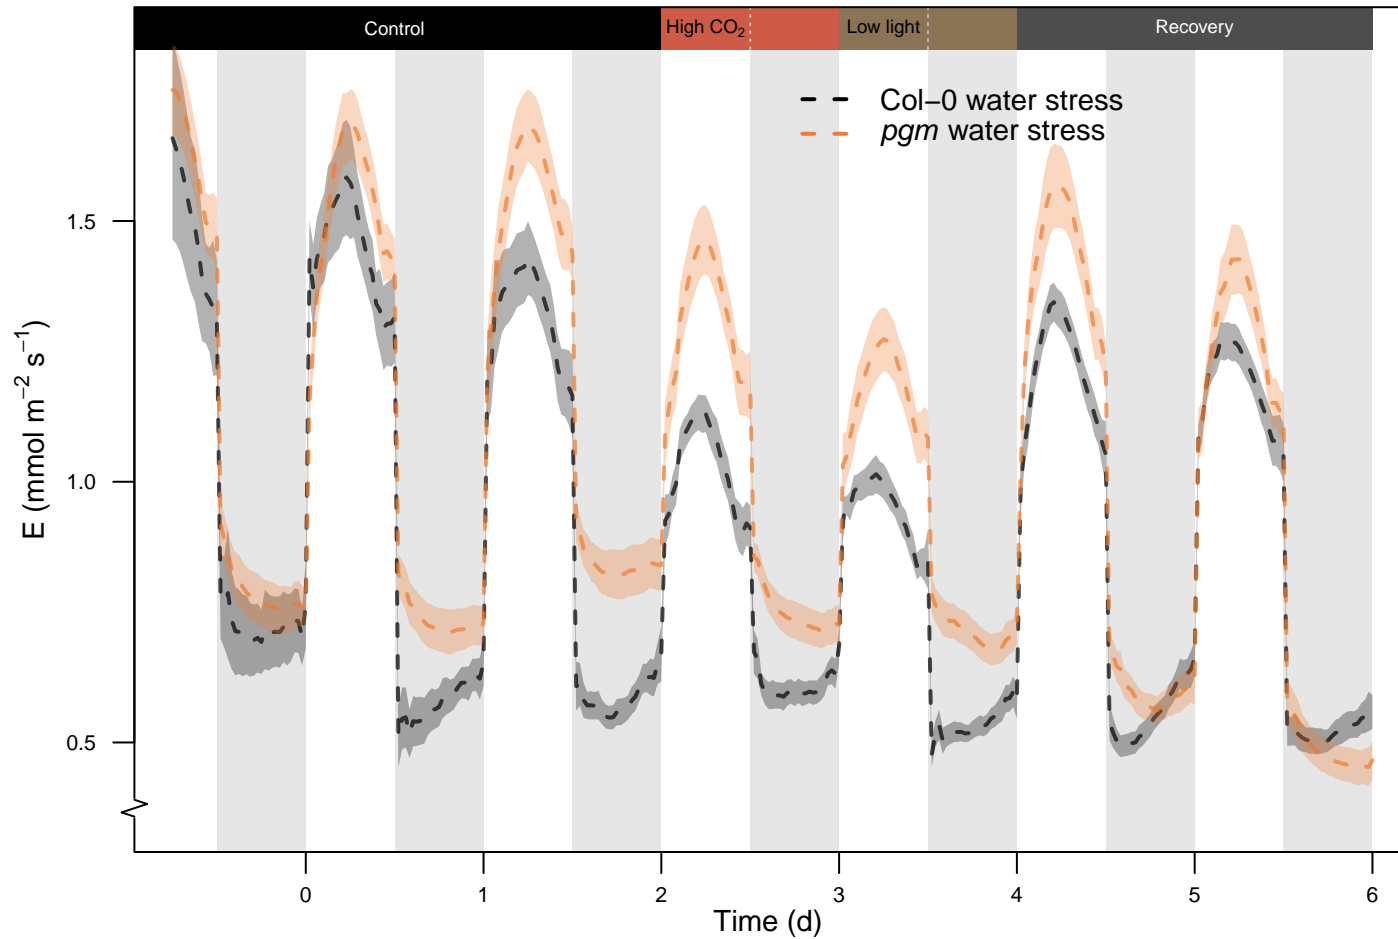 Control High CO₂ Low light Recovery
Col−0 water stress
pgm water stress
1.5
1.0
0.5
E (mmol m⁻² s⁻¹)
0 1 2 3 4 5 6
Time (d)